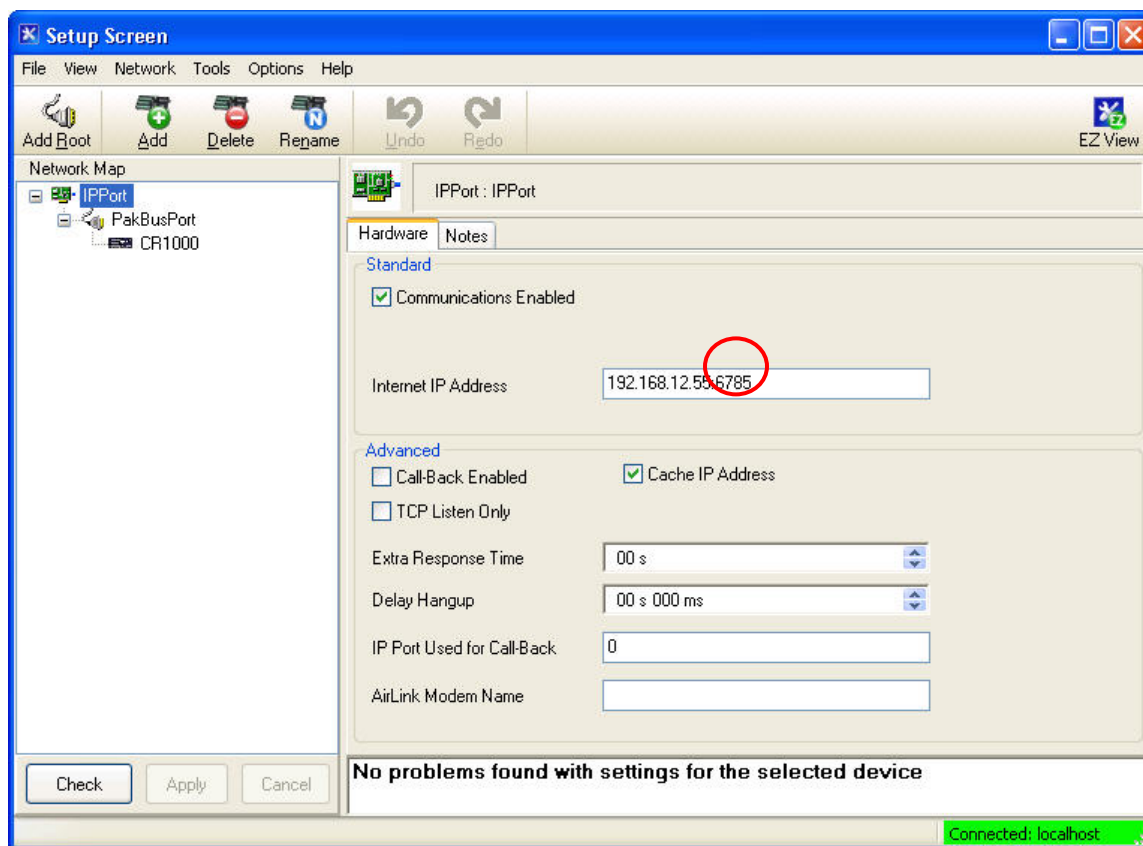 Setup Screen
File View Network Tools Options Help
Add Root Add Delete Rename Undo Redo EZ View
Network Map
IPPort
PakBusPort
CR1000
IPPort : IPPort
Hardware Notes
Standard
Communications Enabled
Internet IP Address 192.168.12.55:6785
Advanced
Call-Back Enabled Cache IP Address
TCP Listen Only
Extra Response Time 00 s
Delay Hangup 00 s 000 ms
IP Port Used for Call-Back 0
AirLink Modem Name
Check Apply Cancel
No problems found with settings for the selected device
Connected: localhost